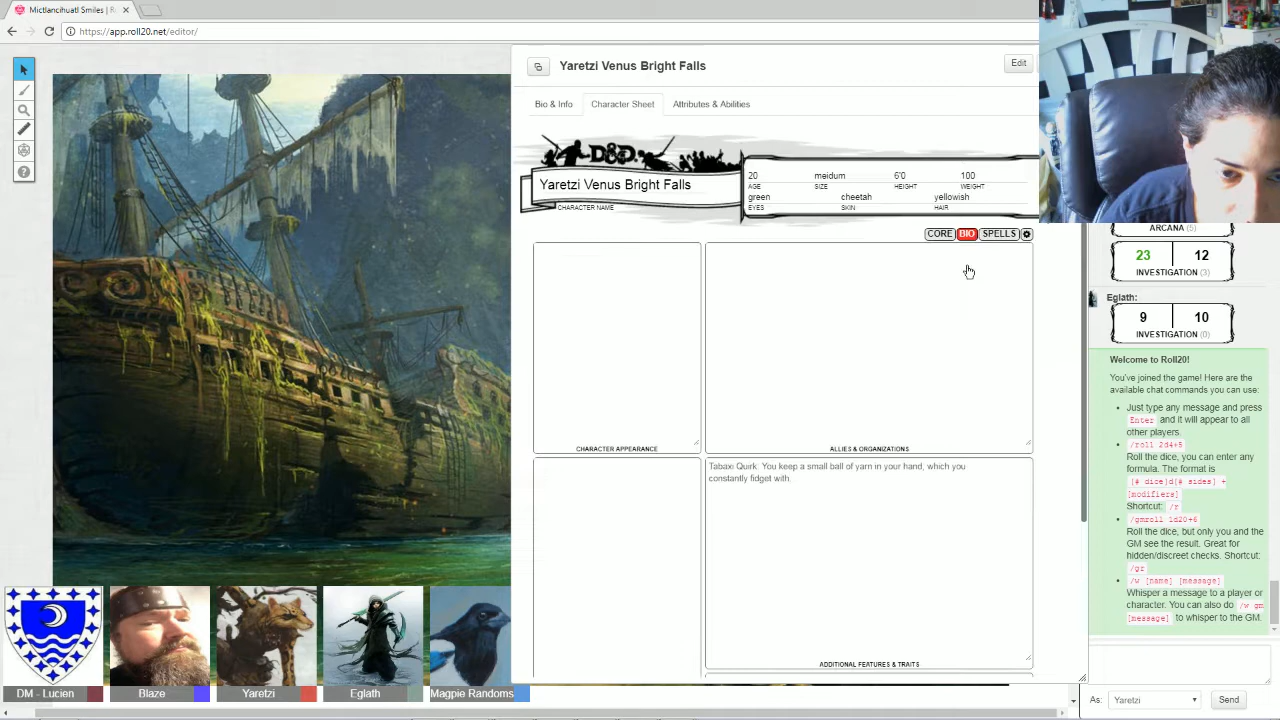 Mictlancihuatl Smiles | R
https://app.roll20.net/editor/
Yaretzi Venus Bright Falls
Edit
Bio & Info
Character Sheet
Attributes & Abilities
D&D
Yaretzi Venus Bright Falls
CHARACTER NAME
20 meidum 6'0 100
AGE SIZE HEIGHT WEIGHT
green cheetah yellowish
EYES SKIN HAIR
CORE BIO SPELLS
CHARACTER APPEARANCE
ALLIES & ORGANIZATIONS
Tabaxi Quirk: You keep a small ball of yarn in your hand, which you
constantly fidget with.
ADDITIONAL FEATURES & TRAITS
ARCANA (5)
23 12
INVESTIGATION (3)
Eglath:
9 10
INVESTIGATION (0)
Welcome to Roll20!
You've joined the game! Here are the
available chat commands you can use:
Just type any message and press
Enter and it will appear to all
other players.
/roll 2d4+5
Roll the dice, you can enter any
formula. The format is
[# dice]d[# sides] +
[modifiers]
Shortcut: /r
/gmroll 1d20+6
Roll the dice, but only you and the
GM see the result. Great for
hidden/discreet checks. Shortcut:
/gr
/w [name] [message]
Whisper a message to a player or
character. You can also do /w gm
[message] to whisper to the GM.
DM - Lucien
Blaze
Yaretzi
Eglath
Magpie Randoms
As: Yaretzi
Send